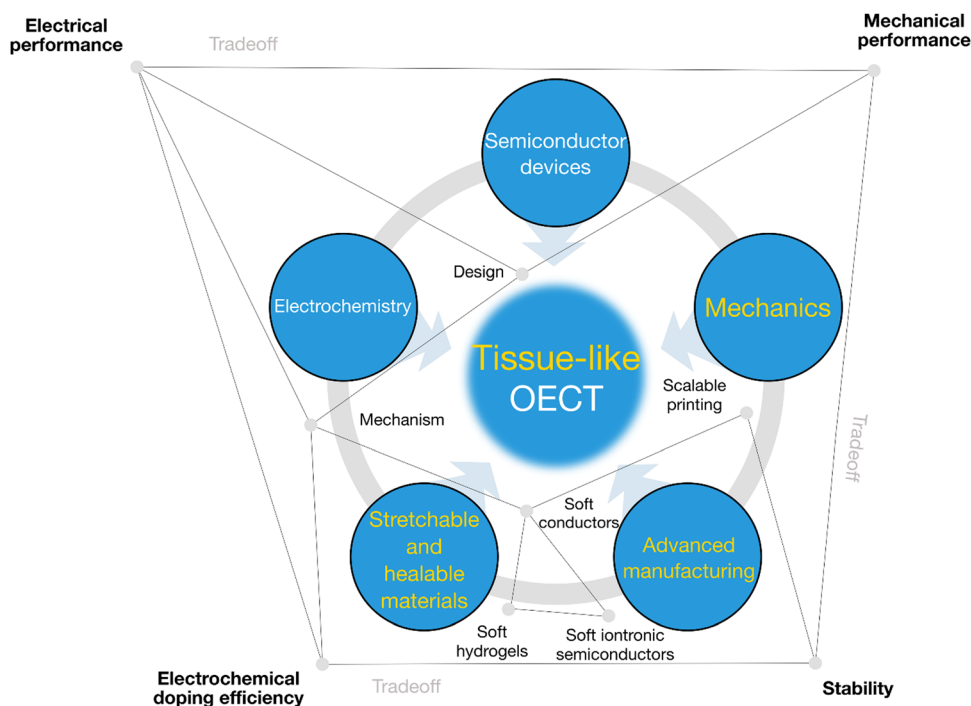 Electrical
performance
Tradeoff
Mechanical
performance
Semiconductor
devices
Design
Electrochemistry
Mechanics
Tissue-like
OECT
Scalable
printing
Mechanism
Tradeoff
Stretchable
and
healable
materials
Soft
conductors
Advanced
manufacturing
Soft
hydrogels
Soft iontronic
semiconductors
Electrochemical
doping efficiency
Tradeoff
Stability